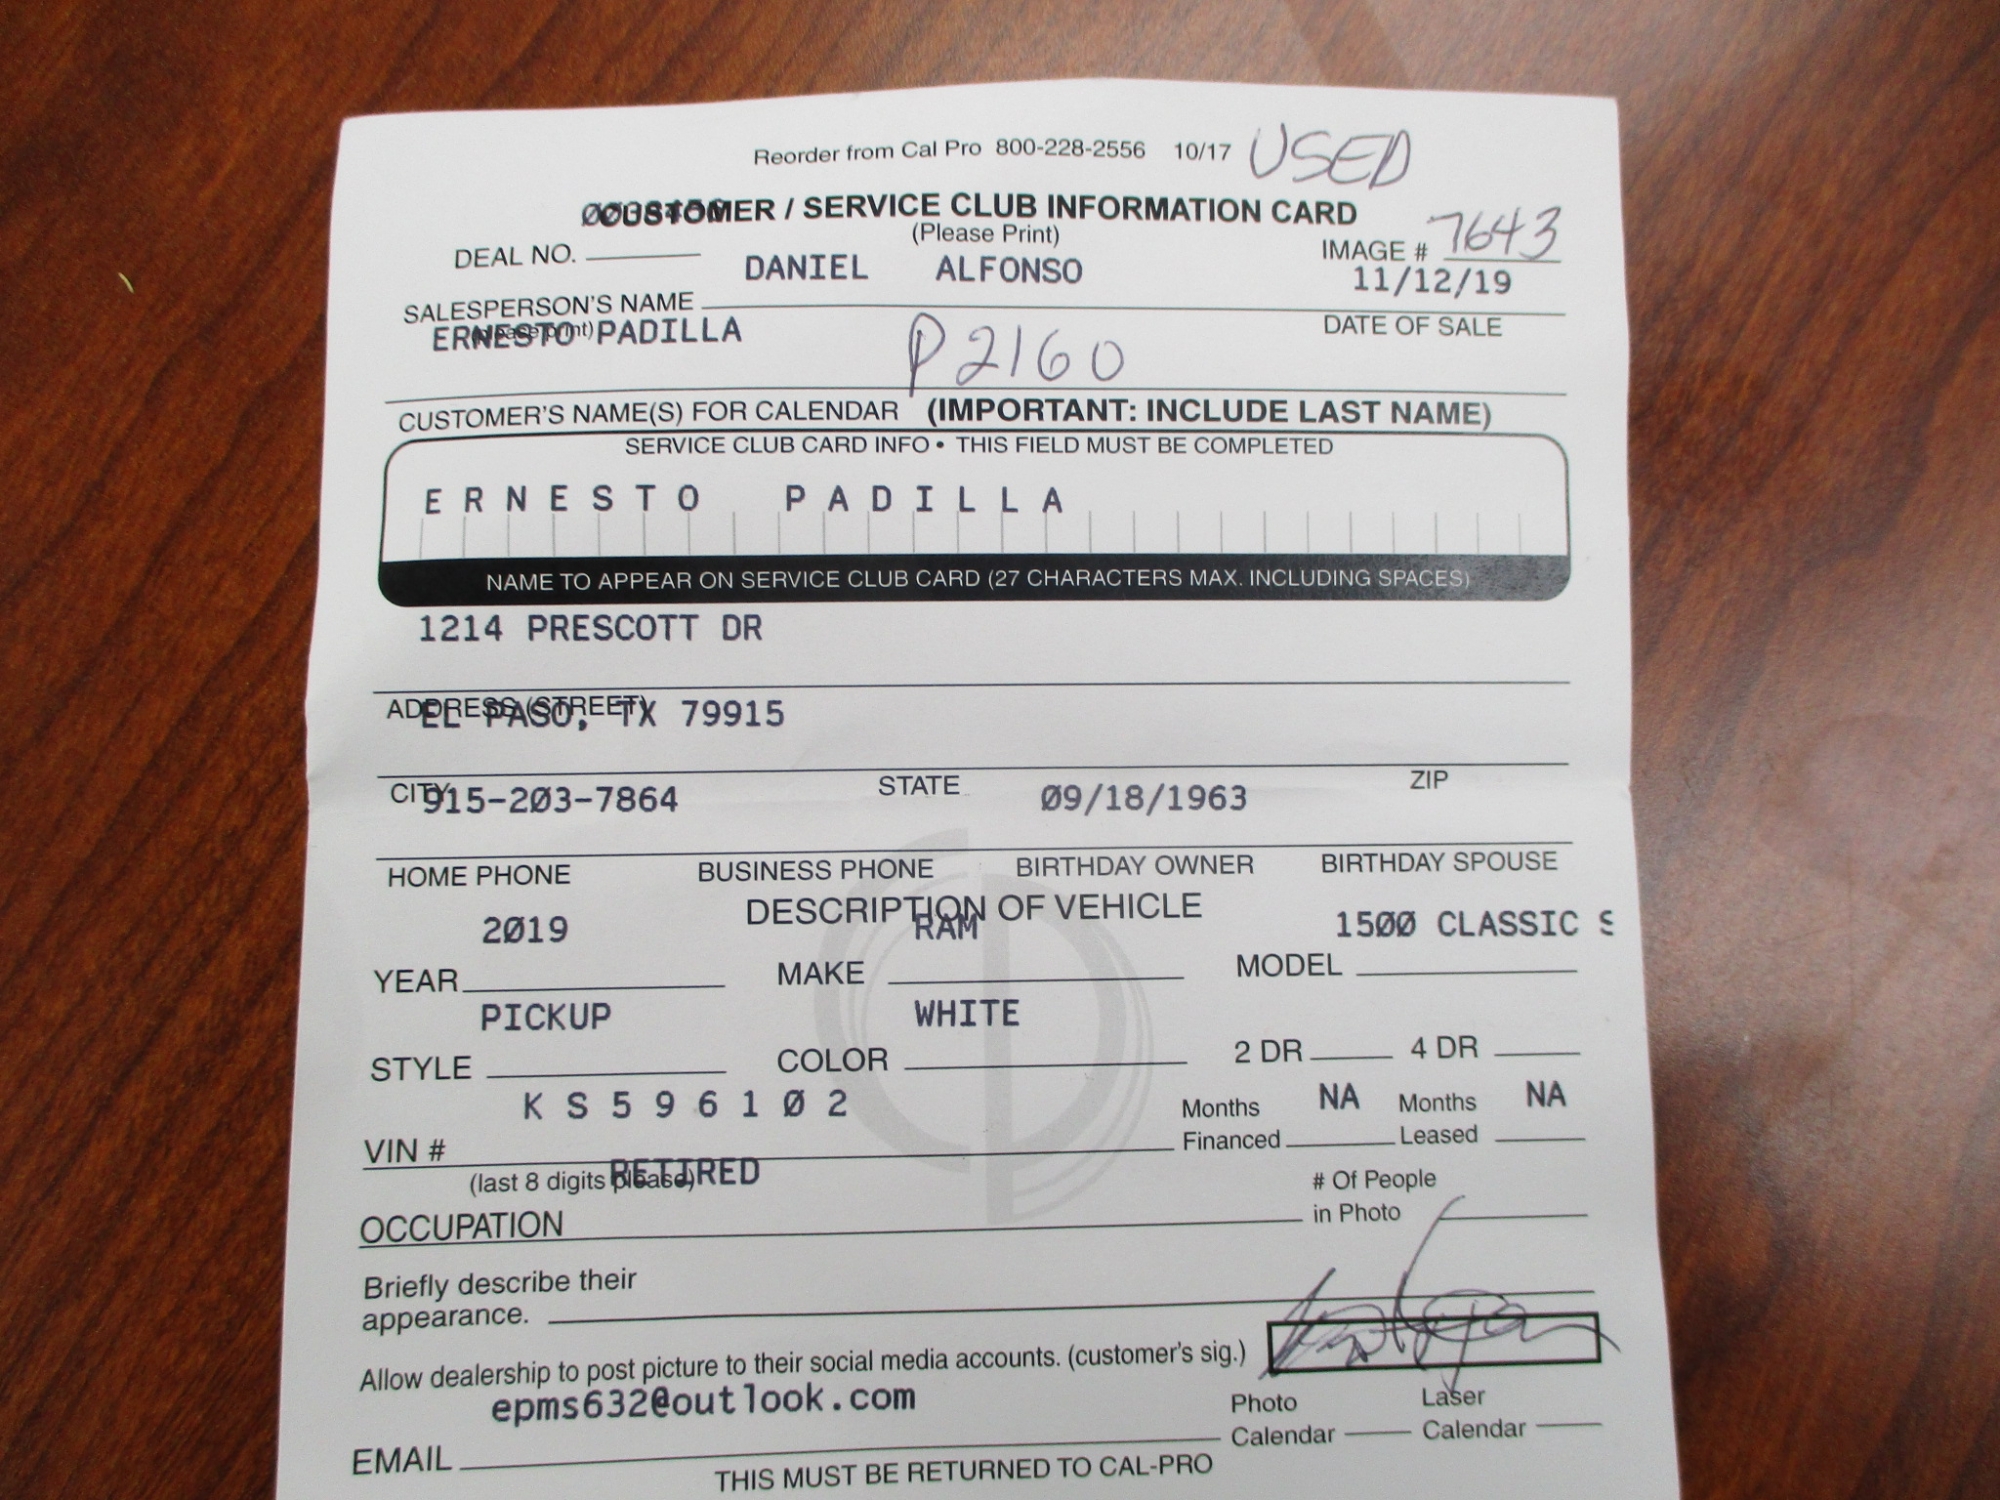 Reorder from Cal Pro 800-228-2556 10/17 USED
CUSTOMER / SERVICE CLUB INFORMATION CARD
(Please Print)
DEAL NO. IMAGE # 7643
DANIEL ALFONSO 11/12/19
SALESPERSON'S NAME
(please print) DATE OF SALE
ERNESTO PADILLA P2160
CUSTOMER'S NAME(S) FOR CALENDAR (IMPORTANT: INCLUDE LAST NAME)
SERVICE CLUB CARD INFO • THIS FIELD MUST BE COMPLETED
ERNESTO PADILLA
NAME TO APPEAR ON SERVICE CLUB CARD (27 CHARACTERS MAX. INCLUDING SPACES)
1214 PRESCOTT DR
ADDRESS (STREET)
EL PASO, TX 79915
CITY STATE ZIP
915-203-7864 09/18/1963
HOME PHONE BUSINESS PHONE BIRTHDAY OWNER BIRTHDAY SPOUSE
DESCRIPTION OF VEHICLE
2019 RAM 1500 CLASSIC S
YEAR MAKE MODEL
PICKUP WHITE
STYLE COLOR 2 DR 4 DR
KS596102 NA NA
VIN # Months Financed Months Leased
(last 8 digits please)
RETIRED
OCCUPATION # Of People in Photo
Briefly describe their
appearance.
Allow dealership to post picture to their social media accounts. (customer's sig.)
epms632@outlook.com
EMAIL Photo Calendar Laser Calendar
THIS MUST BE RETURNED TO CAL-PRO